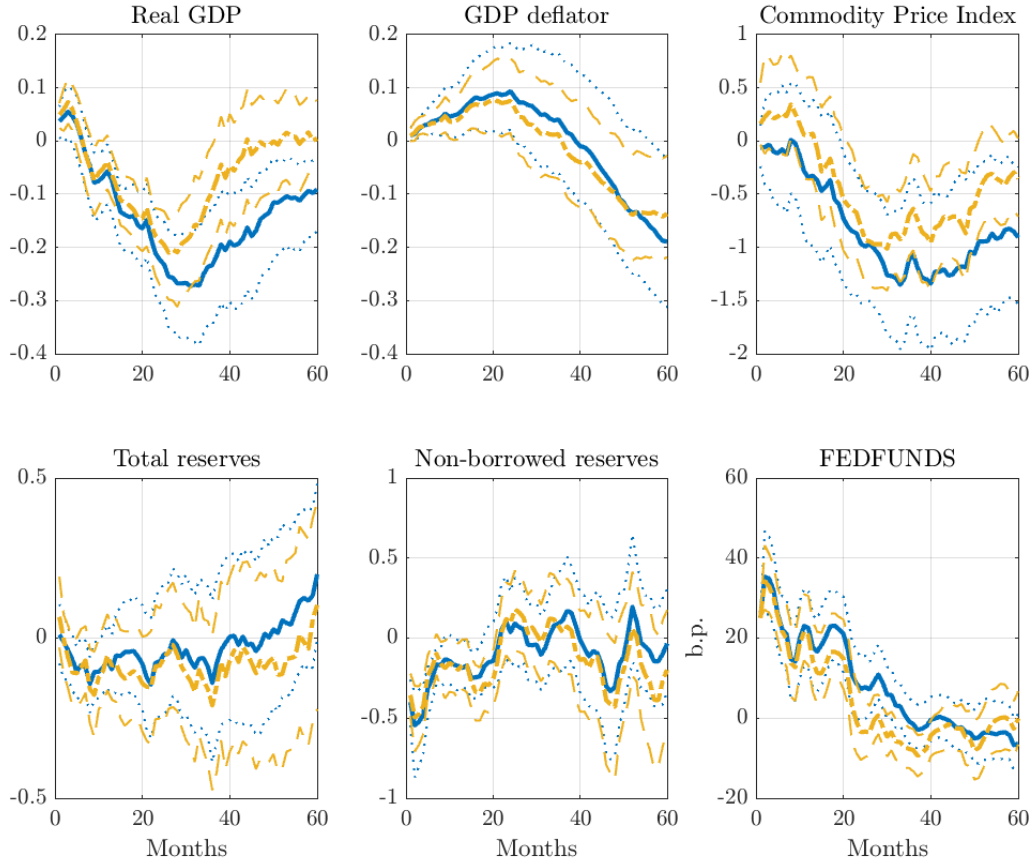 Real GDP
0.2
0.1
0
-0.1
-0.2
-0.3
-0.4
0 20 40 60
GDP deflator
0.2
0.1
0
-0.1
-0.2
-0.3
-0.4
0 20 40 60
Commodity Price Index
1
0.5
0
-0.5
-1
-1.5
-2
0 20 40 60
Total reserves
0.5
0
-0.5
0 20 40 60
Months
Non-borrowed reserves
1
0.5
0
-0.5
-1
0 20 40 60
Months
FEDFUNDS
60
40
20
0
-20
b.p.
0 20 40 60
Months